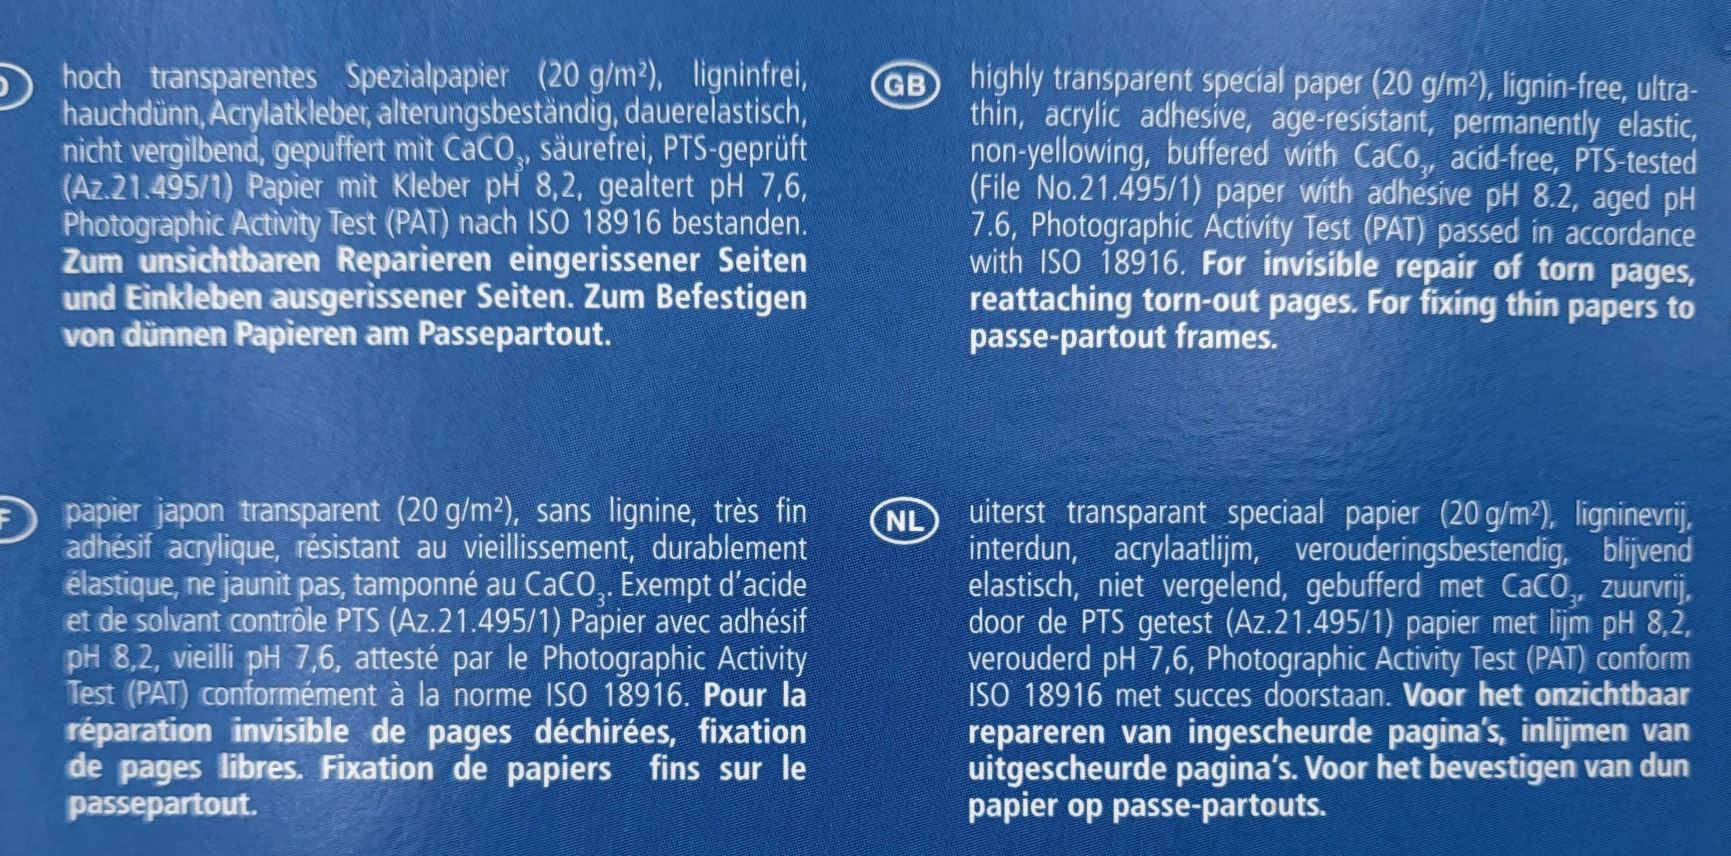 D
hoch transparentes Spezialpapier (20 g/m²), ligninfrei,
hauchdünn, Acrylatkleber, alterungsbeständig, dauerelastisch,
nicht vergilbend, gepuffert mit CaCO₃, säurefrei, PTS-geprüft
(Az.21.495/1) Papier mit Kleber pH 8,2, gealtert pH 7,6,
Photographic Activity Test (PAT) nach ISO 18916 bestanden.
Zum unsichtbaren Reparieren eingerissener Seiten
und Einkleben ausgerissener Seiten. Zum Befestigen
von dünnen Papieren am Passepartout.
GB
highly transparent special paper (20 g/m²), lignin-free, ultra-
thin, acrylic adhesive, age-resistant, permanently elastic,
non-yellowing, buffered with CaCo₃, acid-free, PTS-tested
(File No.21.495/1) paper with adhesive pH 8.2, aged pH
7.6, Photographic Activity Test (PAT) passed in accordance
with ISO 18916. For invisible repair of torn pages,
reattaching torn-out pages. For fixing thin papers to
passe-partout frames.
F
papier japon transparent (20 g/m²), sans lignine, très fin
adhésif acrylique, résistant au vieillissement, durablement
élastique, ne jaunit pas, tamponné au CaCO₃. Exempt d'acide
et de solvant contrôle PTS (Az.21.495/1) Papier avec adhésif
pH 8,2, vieilli pH 7,6, attesté par le Photographic Activity
Test (PAT) conformément à la norme ISO 18916. Pour la
réparation invisible de pages déchirées, fixation
de pages libres. Fixation de papiers fins sur le
passepartout.
NL
uiterst transparant speciaal papier (20 g/m²), ligninevrij,
interdun, acrylaatlijm, verouderingsbestendig, blijvend
elastisch, niet vergelend, gebufferd met CaCO₃, zuurvrij,
door de PTS getest (Az.21.495/1) papier met lijm pH 8,2,
verouderd pH 7,6, Photographic Activity Test (PAT) conform
ISO 18916 met succes doorstaan. Voor het onzichtbaar
repareren van ingescheurde pagina's, inlijmen van
uitgescheurde pagina's. Voor het bevestigen van dun
papier op passe-partouts.